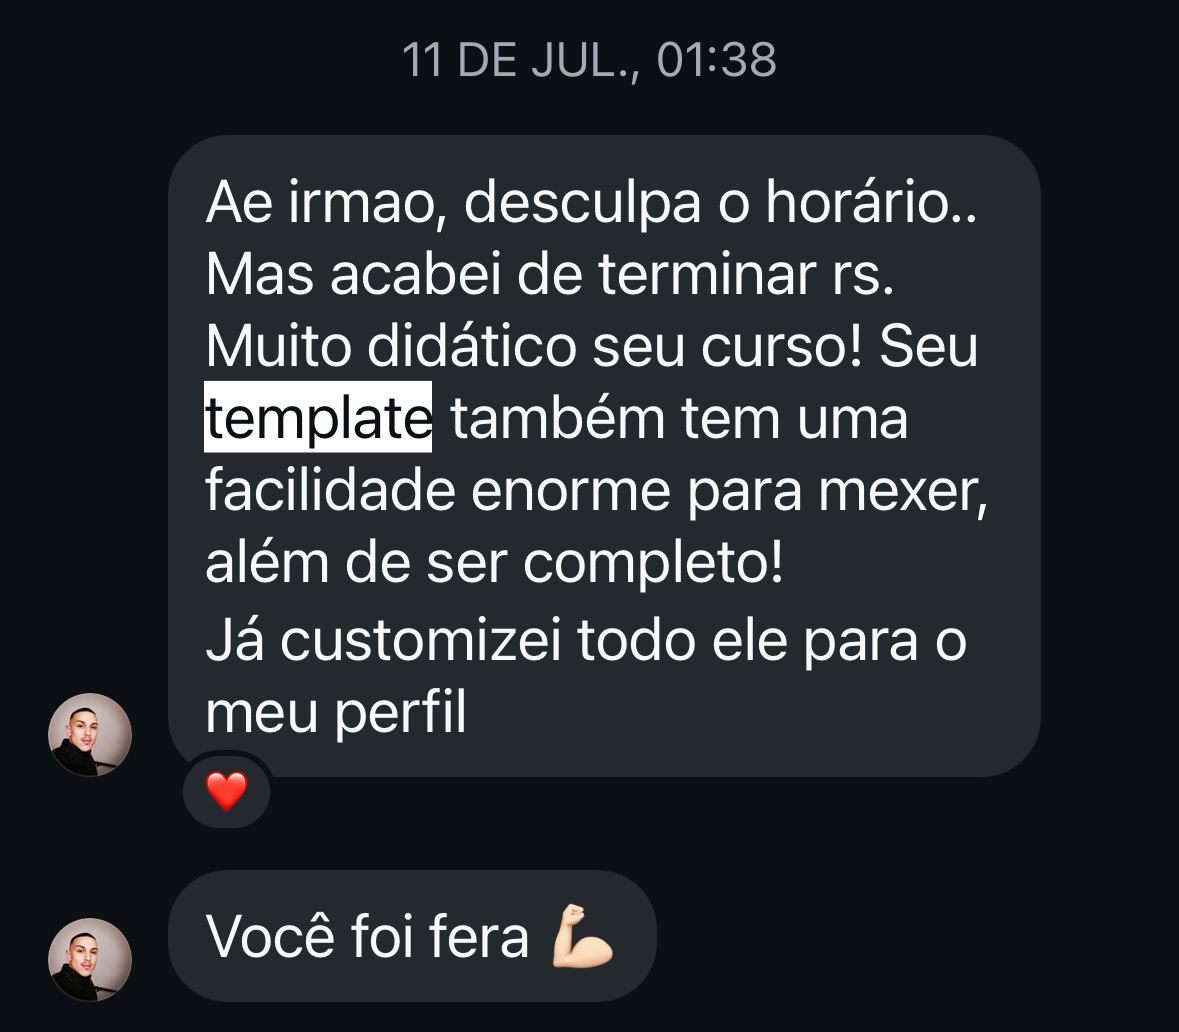 11 DE JUL., 01:38
Ae irmao, desculpa o horário..
Mas acabei de terminar rs.
Muito didático seu curso! Seu
template também tem uma
facilidade enorme para mexer,
além de ser completo!
Já customizei todo ele para o
meu perfil
Você foi fera 💪🏻